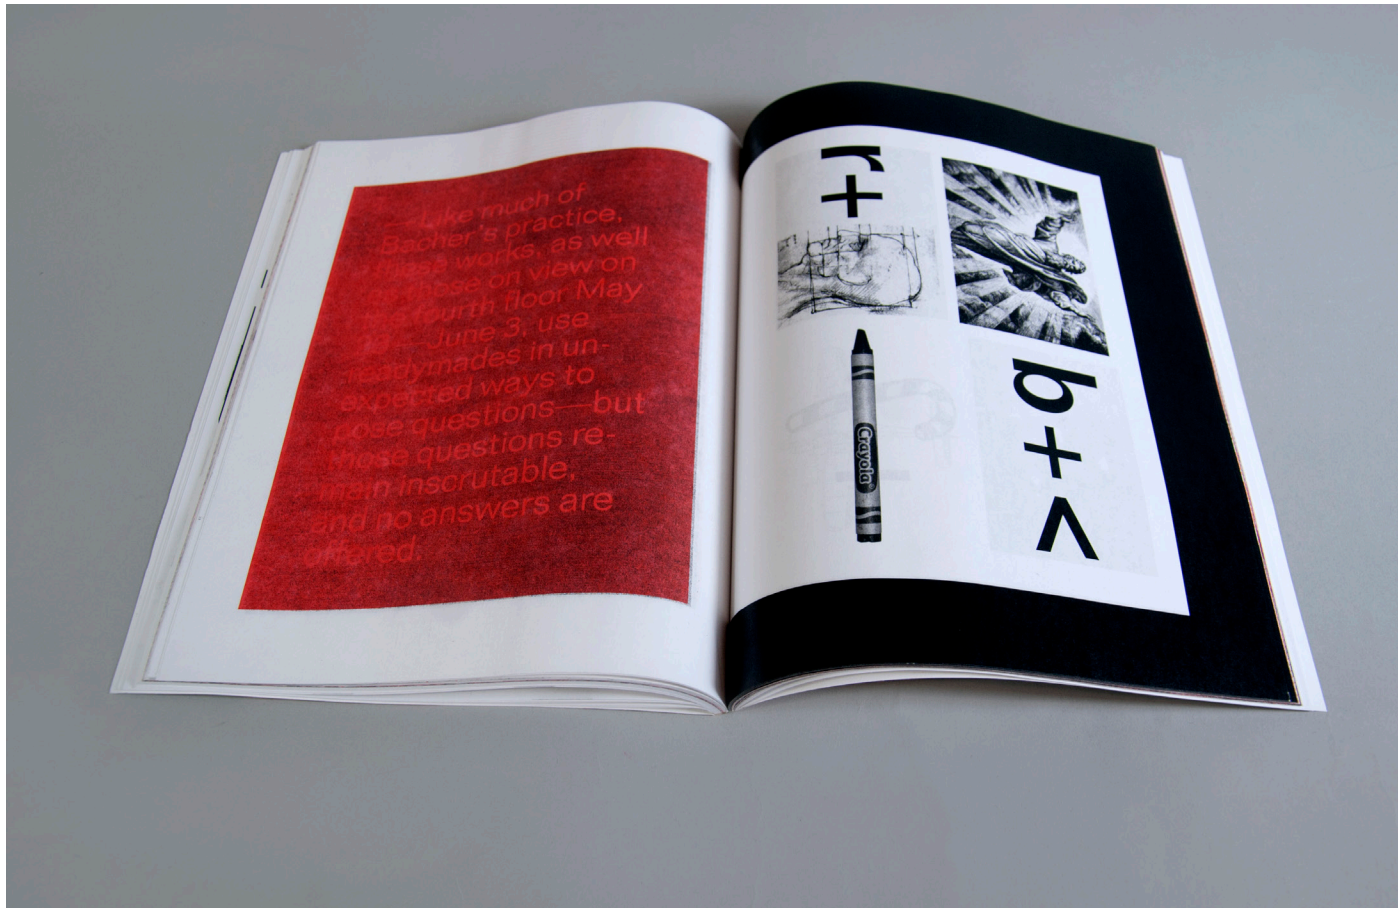 Like much of
Bacher's practice,
these works, as well
those on view on
fourth floor May
—June 3, use
readymades in un-
expected ways to
pose questions—but
those questions re-
main inscrutable,
and no answers are
offered.
r+
Crayola
b+<